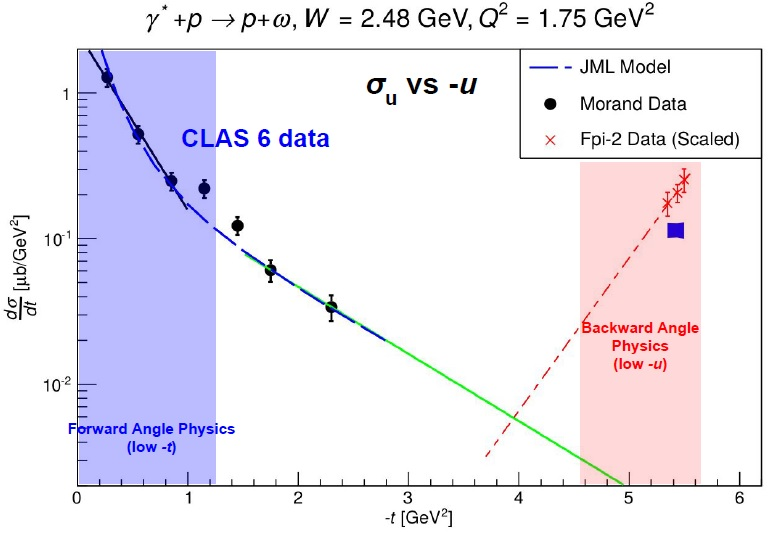 γ* +p → p+ω, W = 2.48 GeV, Q² = 1.75 GeV²
σu vs -u
JML Model
Morand Data
Fpi-2 Data (Scaled)
CLAS 6 data
1
10⁻¹
10⁻²
dσ/dt [μb/GeV²]
Backward Angle
Physics
(low -u)
Forward Angle Physics
(low -t)
0 1 2 3 4 5 6
-t [GeV²]